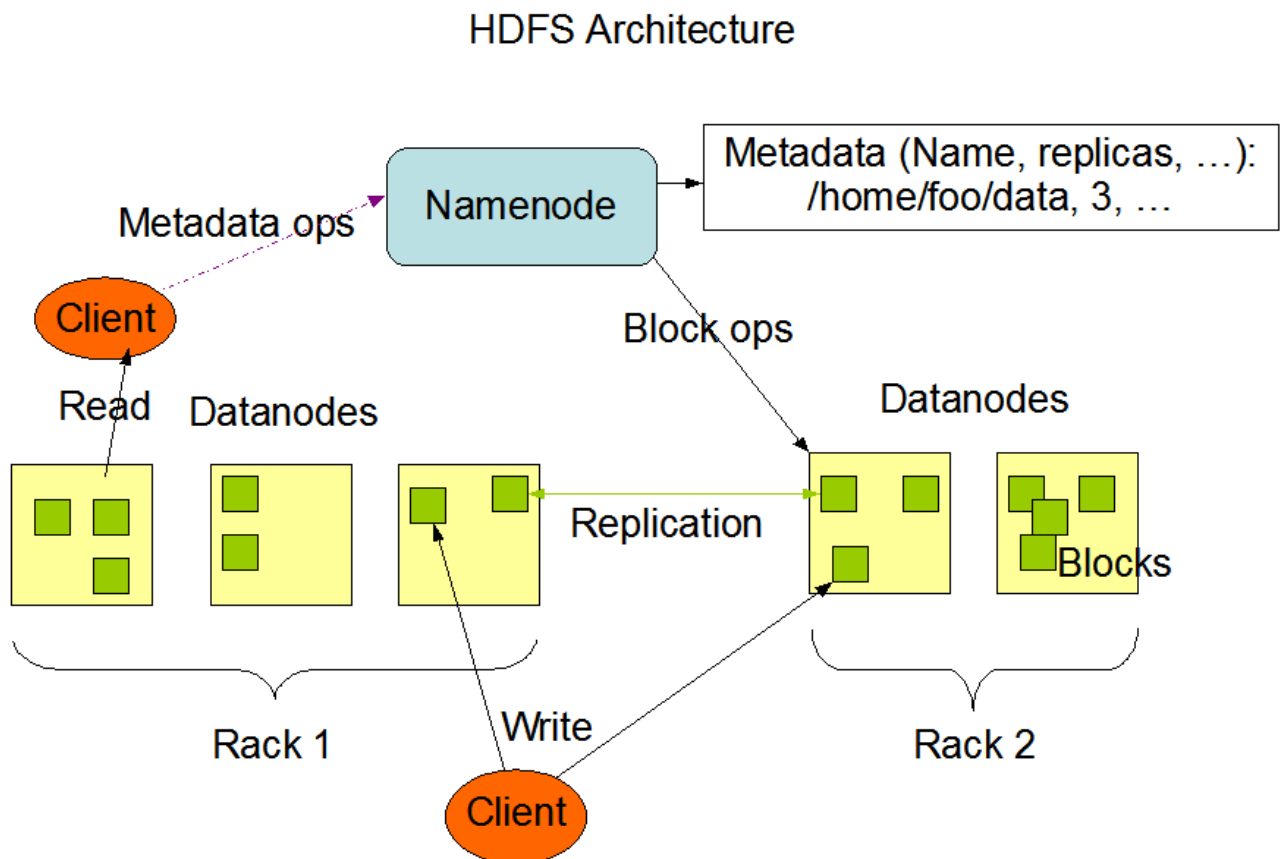 HDFS Architecture
Metadata (Name, replicas, …):
/home/foo/data, 3, …
Namenode
Metadata ops
Client
Block ops
Read
Datanodes
Datanodes
Replication
Blocks
Rack 1
Write
Rack 2
Client